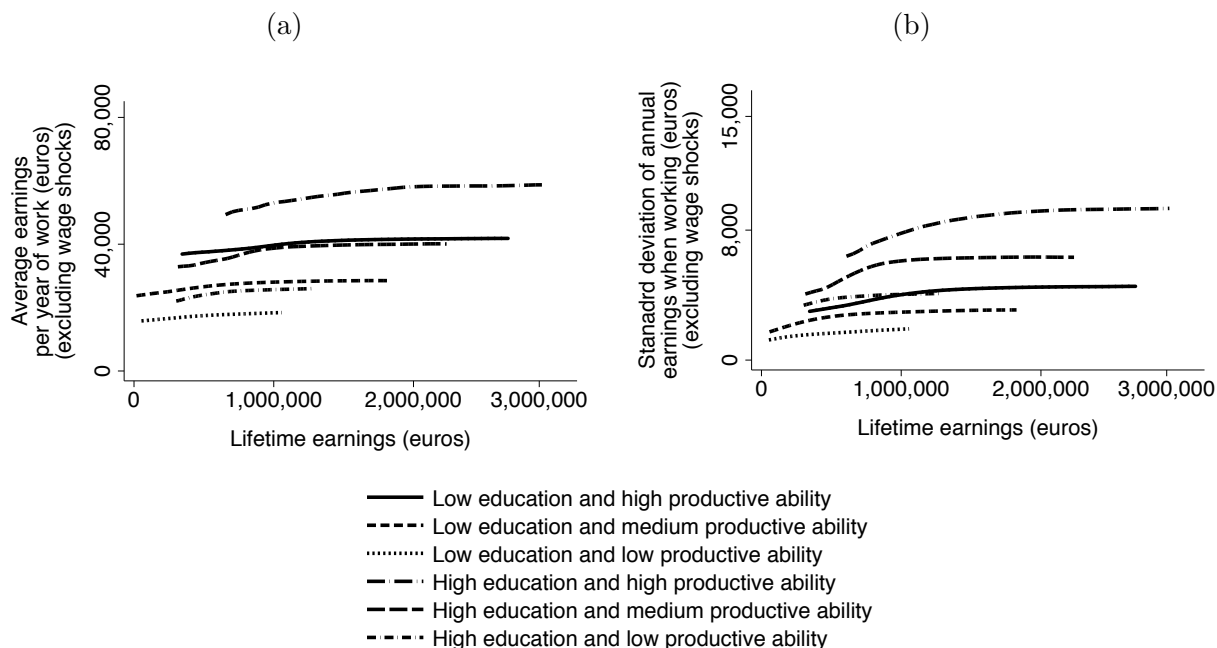 (a)
(b)
Average earnings
per year of work (euros)
(excluding wage shocks)
80,000
40,000
0
0
1,000,000
2,000,000
3,000,000
Lifetime earnings (euros)
Stanadrd deviation of annual
earnings when working (euros)
(excluding wage shocks)
15,000
8,000
0
0
1,000,000
2,000,000
3,000,000
Lifetime earnings (euros)
Low education and high productive ability
Low education and medium productive ability
Low education and low productive ability
High education and high productive ability
High education and medium productive ability
High education and low productive ability